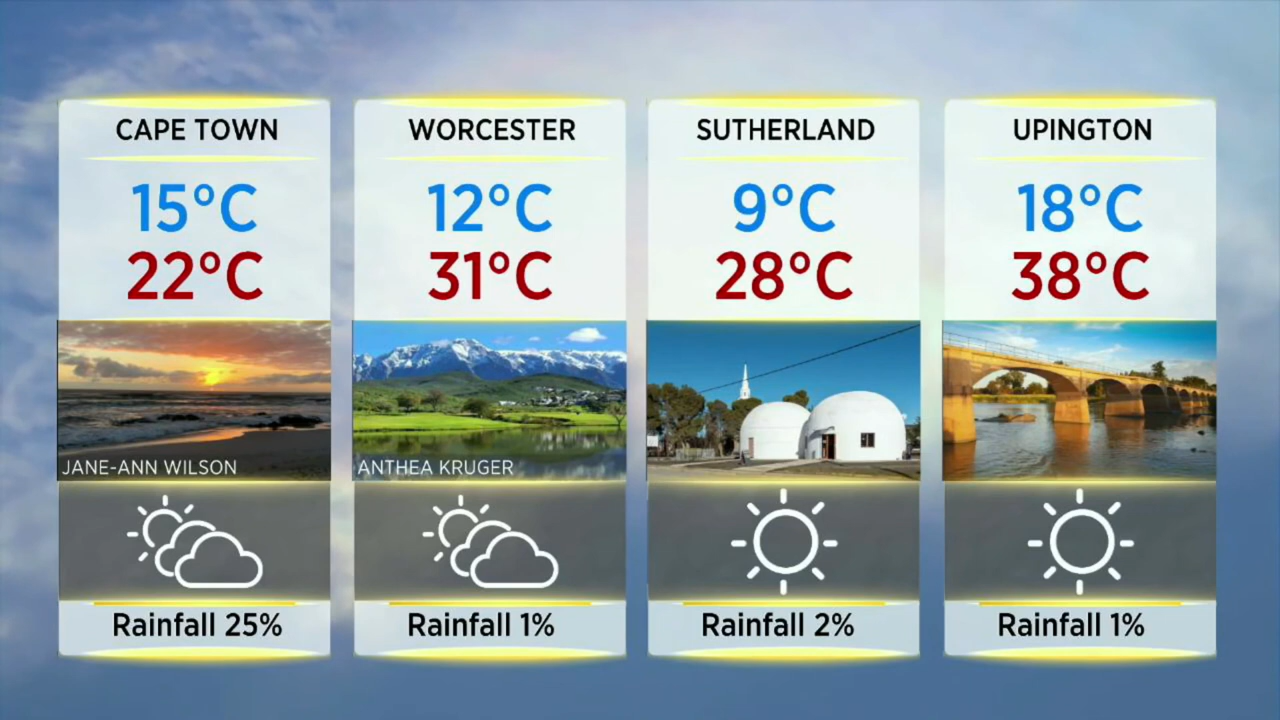 CAPE TOWN
15°C
22°C
JANE-ANN WILSON
Rainfall 25%
WORCESTER
12°C
31°C
ANTHEA KRUGER
Rainfall 1%
SUTHERLAND
9°C
28°C
Rainfall 2%
UPINGTON
18°C
38°C
Rainfall 1%